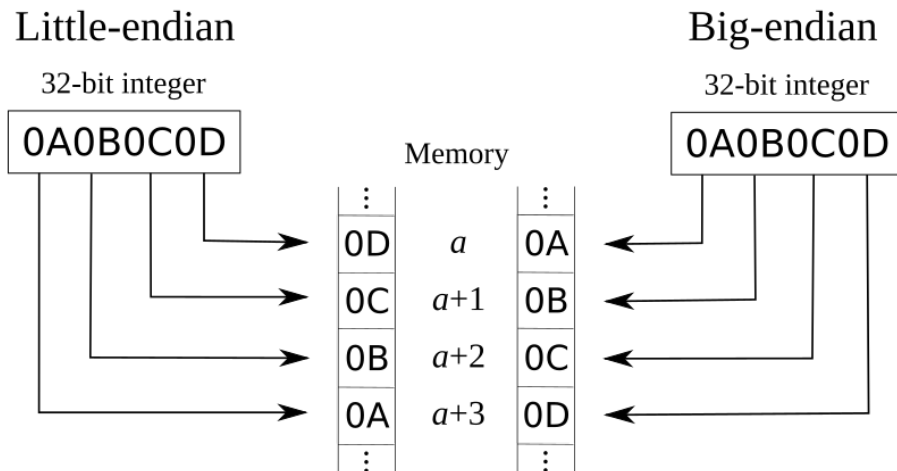 Little-endian
Big-endian
32-bit integer
32-bit integer
0A0B0C0D
0A0B0C0D
Memory
⋮ ⋮
0D a 0A
0C a+1 0B
0B a+2 0C
0A a+3 0D
⋮ ⋮